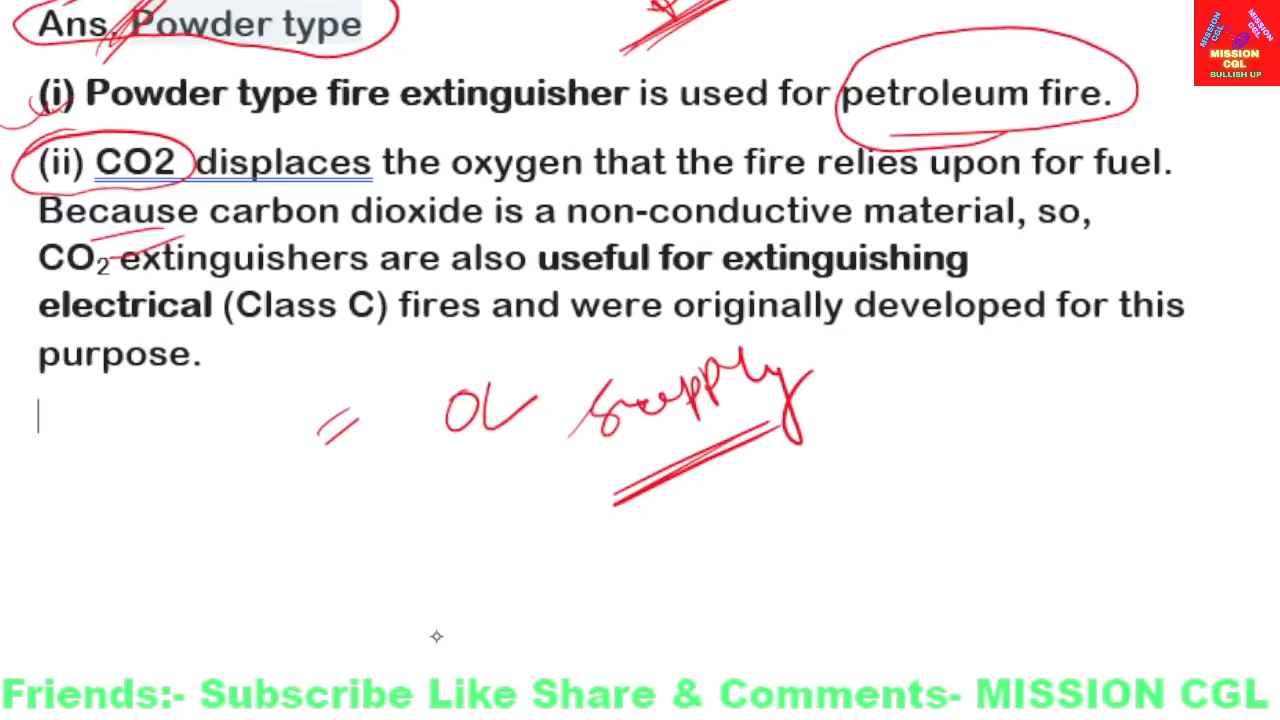 Ans. Powder type
(i) Powder type fire extinguisher is used for petroleum fire.
(ii) CO2 displaces the oxygen that the fire relies upon for fuel.
Because carbon dioxide is a non-conductive material, so,
CO₂ extinguishers are also useful for extinguishing
electrical (Class C) fires and were originally developed for this
purpose.
supply
MISSION CGL
MISSION CGL
MISSION
CGL
BULLISH UP
Friends:- Subscribe Like Share & Comments- MISSION CGL